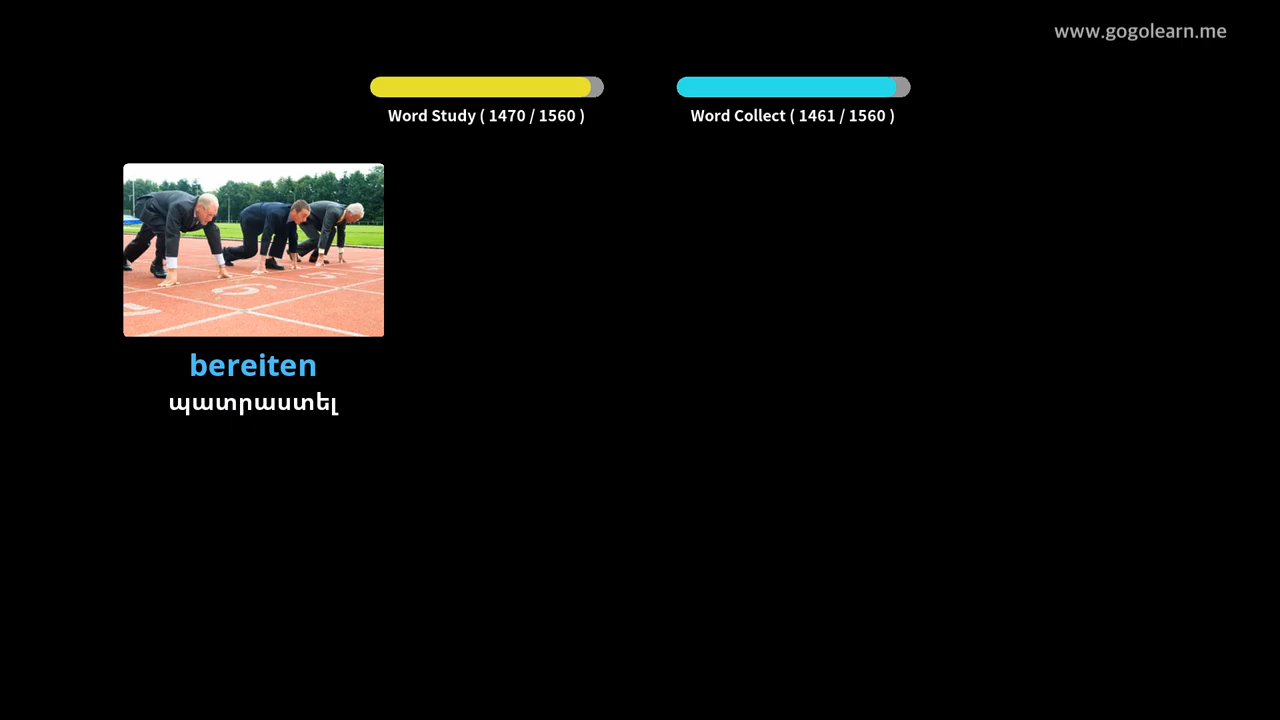 www.gogolearn.me
Word Study ( 1470 / 1560 )
Word Collect ( 1461 / 1560 )
bereiten
պատրաստել